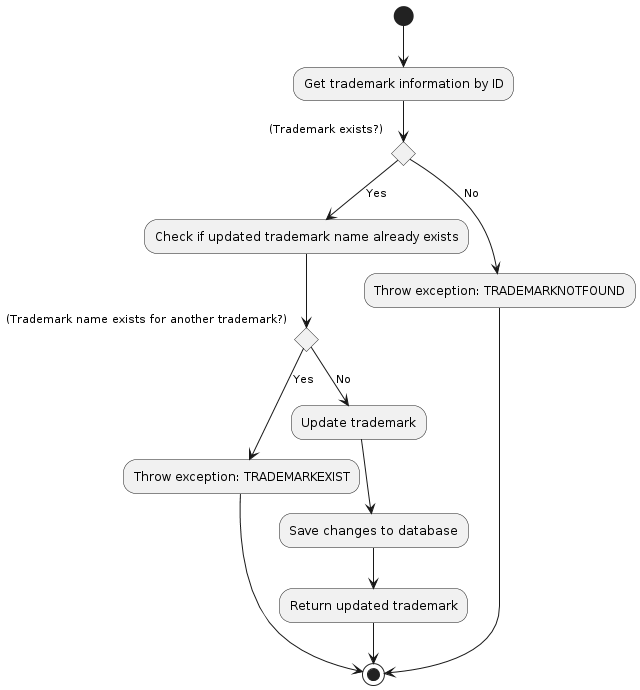 Get trademark information by ID
(Trademark exists?)
Yes
No
Check if updated trademark name already exists
Throw exception: TRADEMARKNOTFOUND
(Trademark name exists for another trademark?)
Yes
No
Update trademark
Throw exception: TRADEMARKEXIST
Save changes to database
Return updated trademark